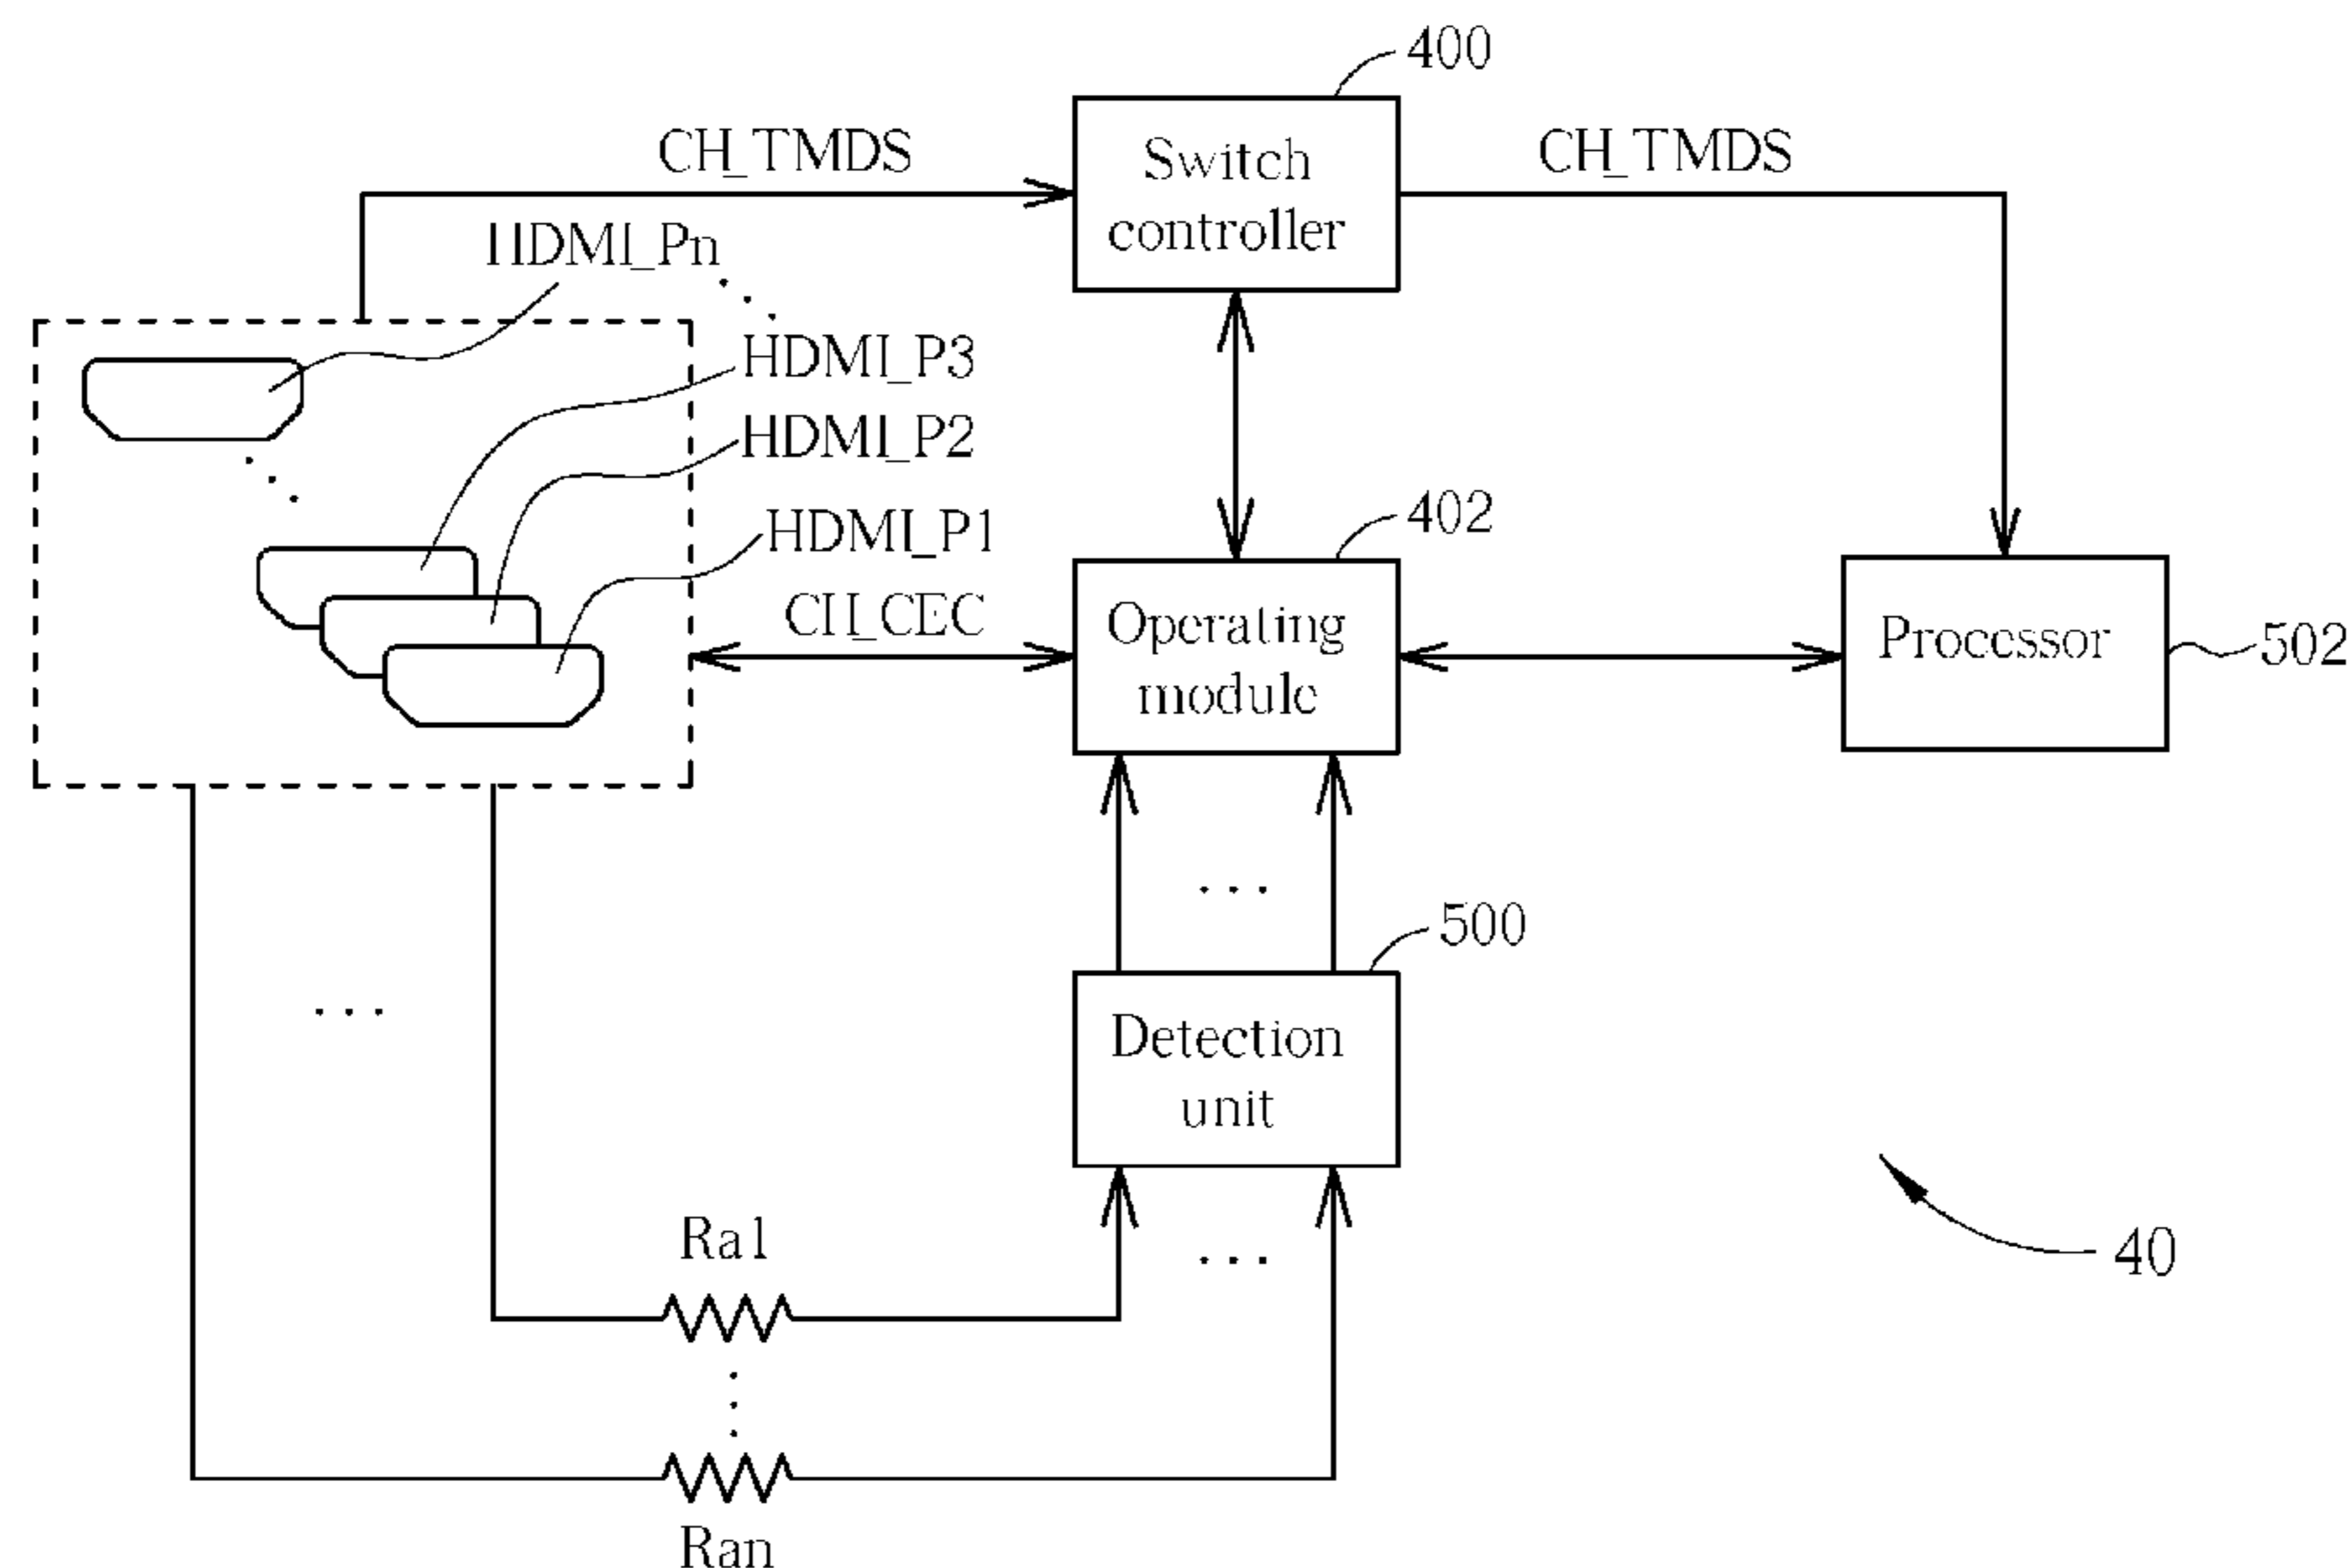 400
CH_TMDS
Switch
controller
CH_TMDS
HDMI_Pn
HDMI_P3
HDMI_P2
HDMI_P1
402
CH_CEC
Operating
module
Processor
502
500
Detection
unit
Ra1
40
Ran